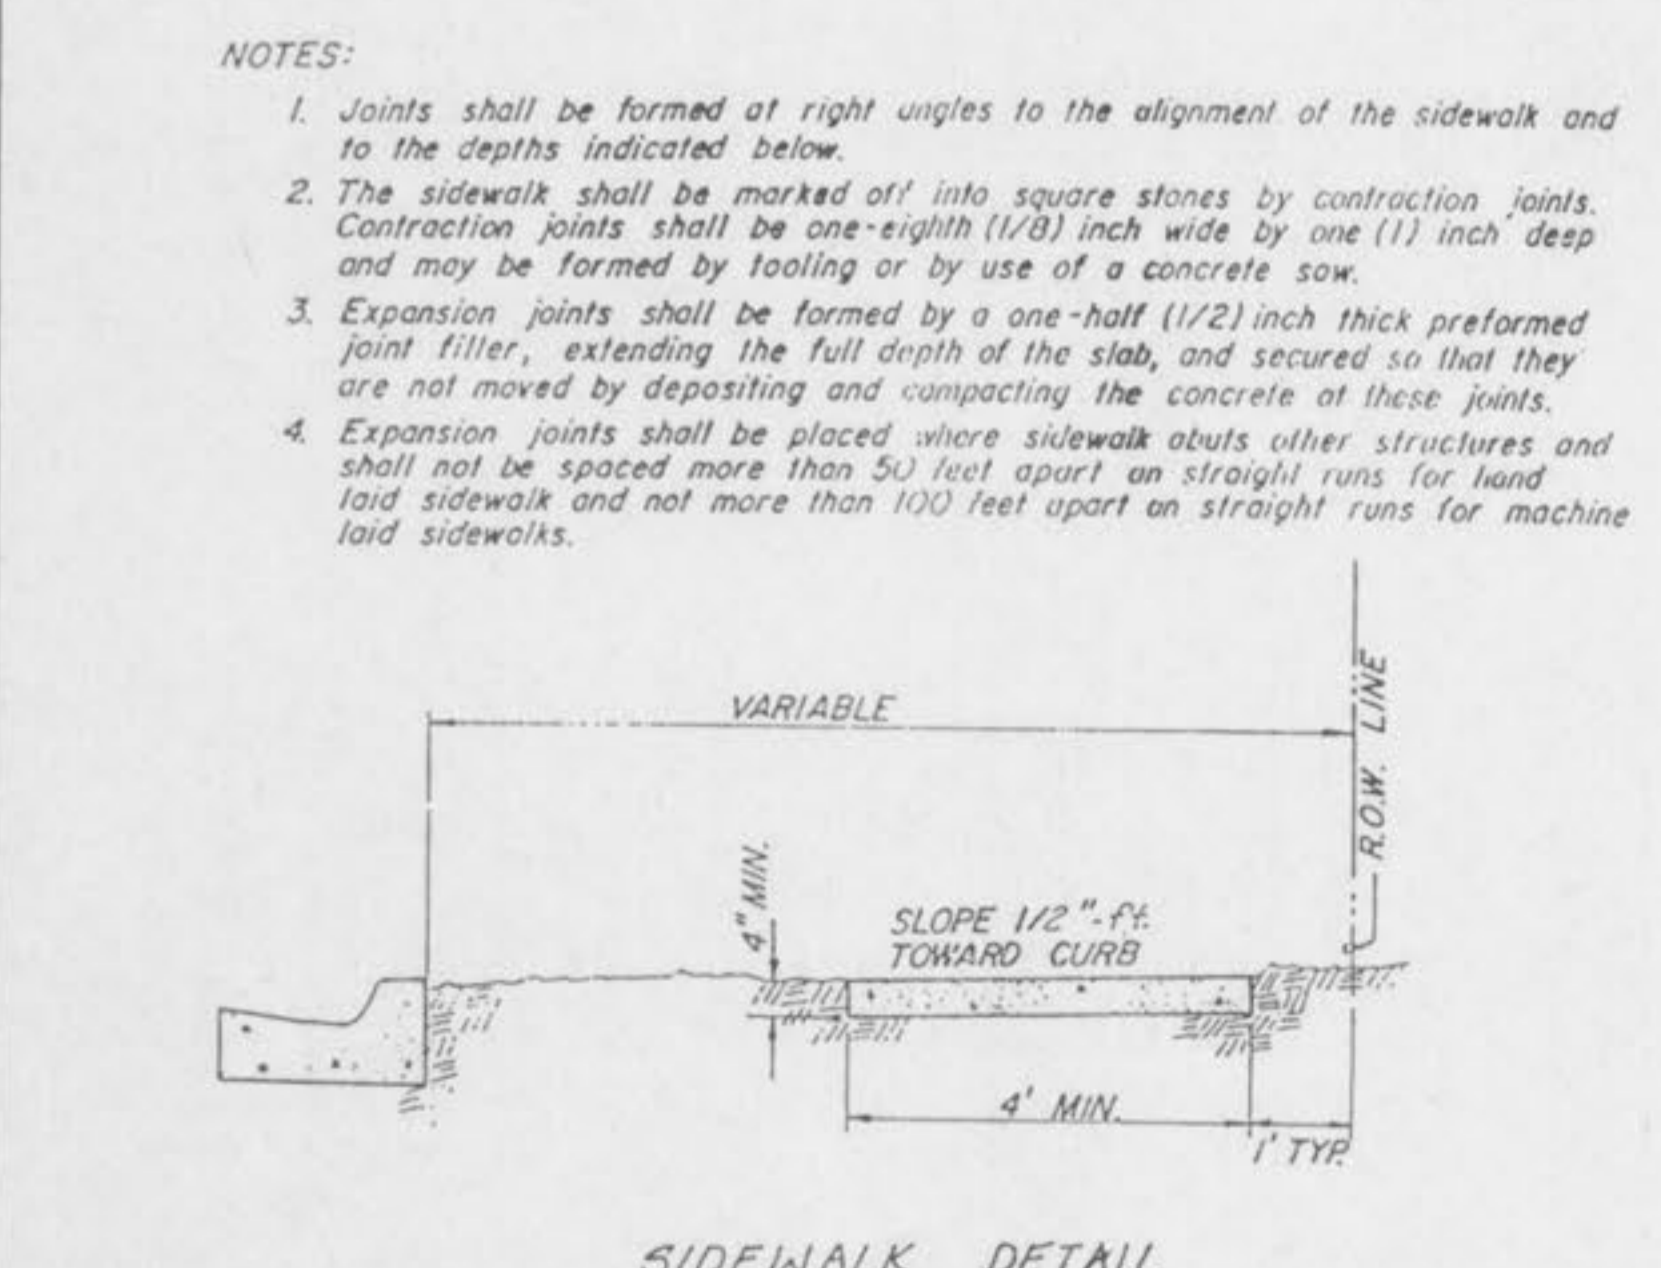 NOTES:
1. Joints shall be formed at right angles to the alignment of the sidewalk and
to the depths indicated below.
2. The sidewalk shall be marked off into square stones by contraction joints.
Contraction joints shall be one-eighth (1/8) inch wide by one (1) inch deep
and may be formed by tooling or by use of a concrete saw.
3. Expansion joints shall be formed by a one-half (1/2) inch thick preformed
joint filler, extending the full depth of the slab, and secured so that they
are not moved by depositing and compacting the concrete at these joints.
4. Expansion joints shall be placed where sidewalk abuts other structures and
shall not be spaced more than 50 feet apart on straight runs for hand
laid sidewalk and not more than 100 feet apart on straight runs for machine
laid sidewalks.
VARIABLE
R.O.W. LINE
4" MIN.
SLOPE 1/2"-ft.
TOWARD CURB
4' MIN.
1' TYP.
SIDEWALK DETAIL